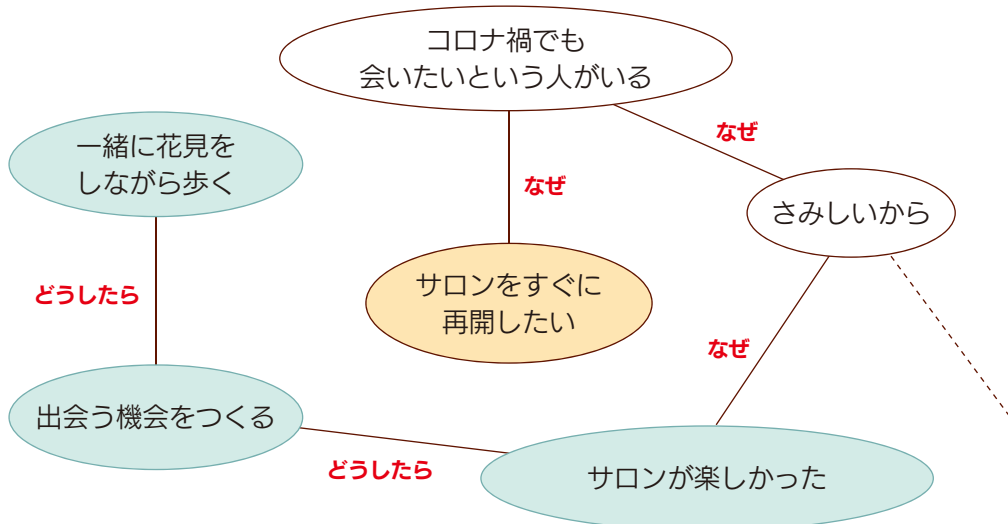 コロナ禍でも
会いたいという人がいる
なぜ
なぜ
一緒に花見を
しながら歩く
さみしいから
サロンをすぐに
再開したい
どうしたら
なぜ
出会う機会をつくる
どうしたら
サロンが楽しかった